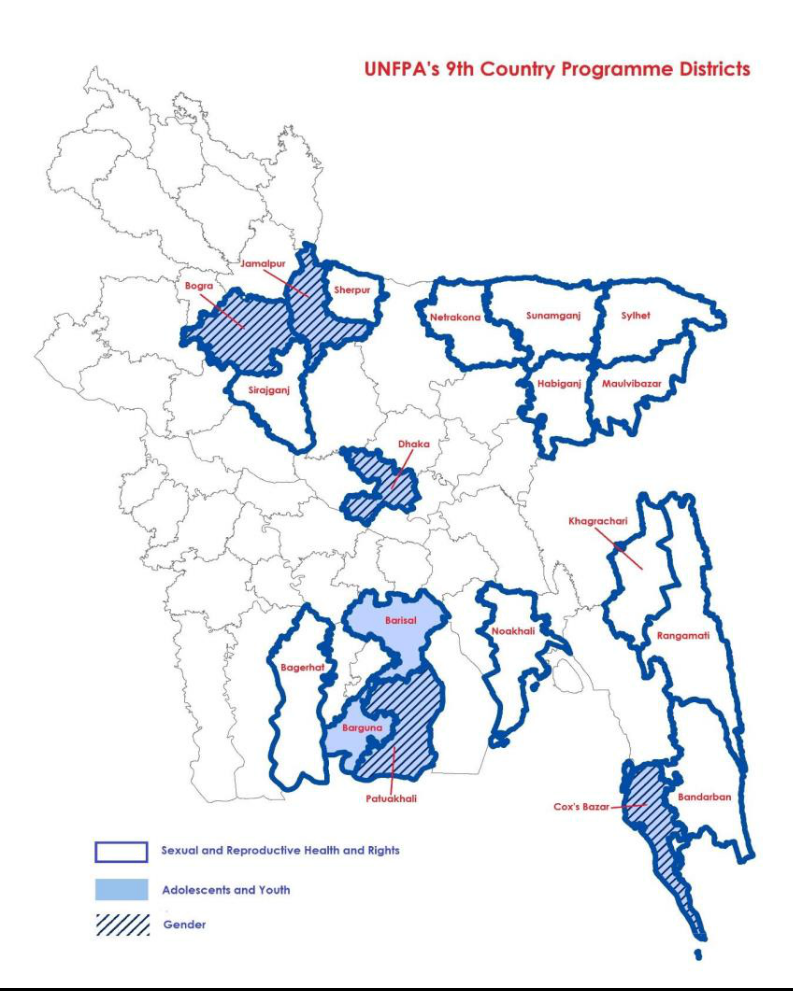 UNFPA's 9th Country Programme Districts
Jamalpur
Bogra
Sherpur
Netrakona
Sunamganj
Sylhet
Sirajganj
Habiganj
Maulvibazar
Dhaka
Khagrachari
Barisal
Noakhali
Rangamati
Bagerhat
Barguna
Patuakhali
Cox's Bazar
Bandarban
Sexual and Reproductive Health and Rights
Adolescents and Youth
Gender